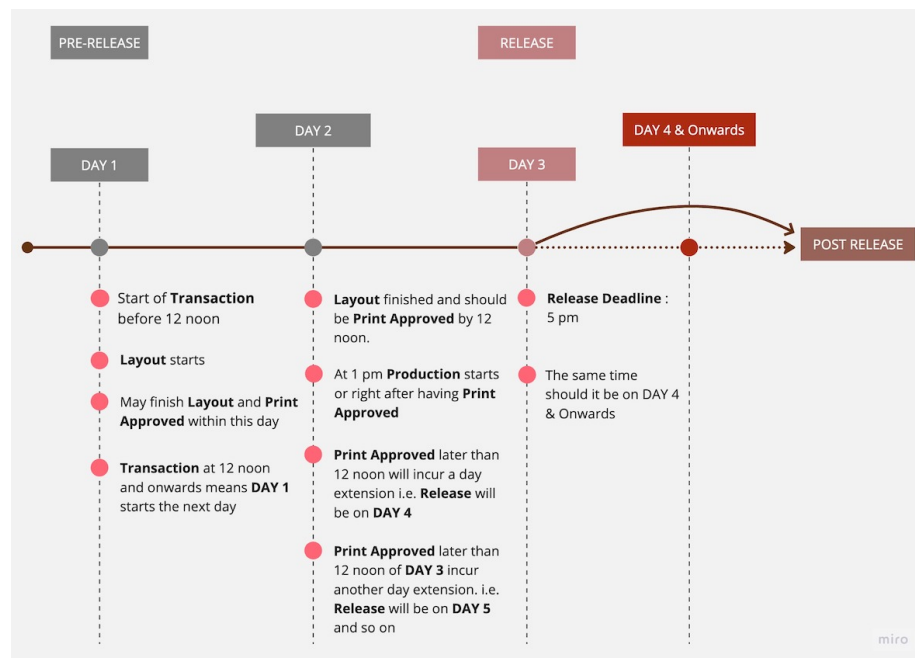 PRE-RELEASE
RELEASE
DAY 1
DAY 2
DAY 3
DAY 4 & Onwards
POST RELEASE
Start of Transaction
before 12 noon
Layout starts
May finish Layout and Print
Approved within this day
Transaction at 12 noon
and onwards means DAY 1
starts the next day
Layout finished and should
be Print Approved by 12
noon.
At 1 pm Production starts
or right after having Print
Approved
Print Approved later than
12 noon will incur a day
extension i.e. Release will
be on DAY 4
Print Approved later than
12 noon of DAY 3 incur
another day extension. i.e.
Release will be on DAY 5
and so on
Release Deadline :
5 pm
The same time
should it be on DAY 4
& Onwards
miro